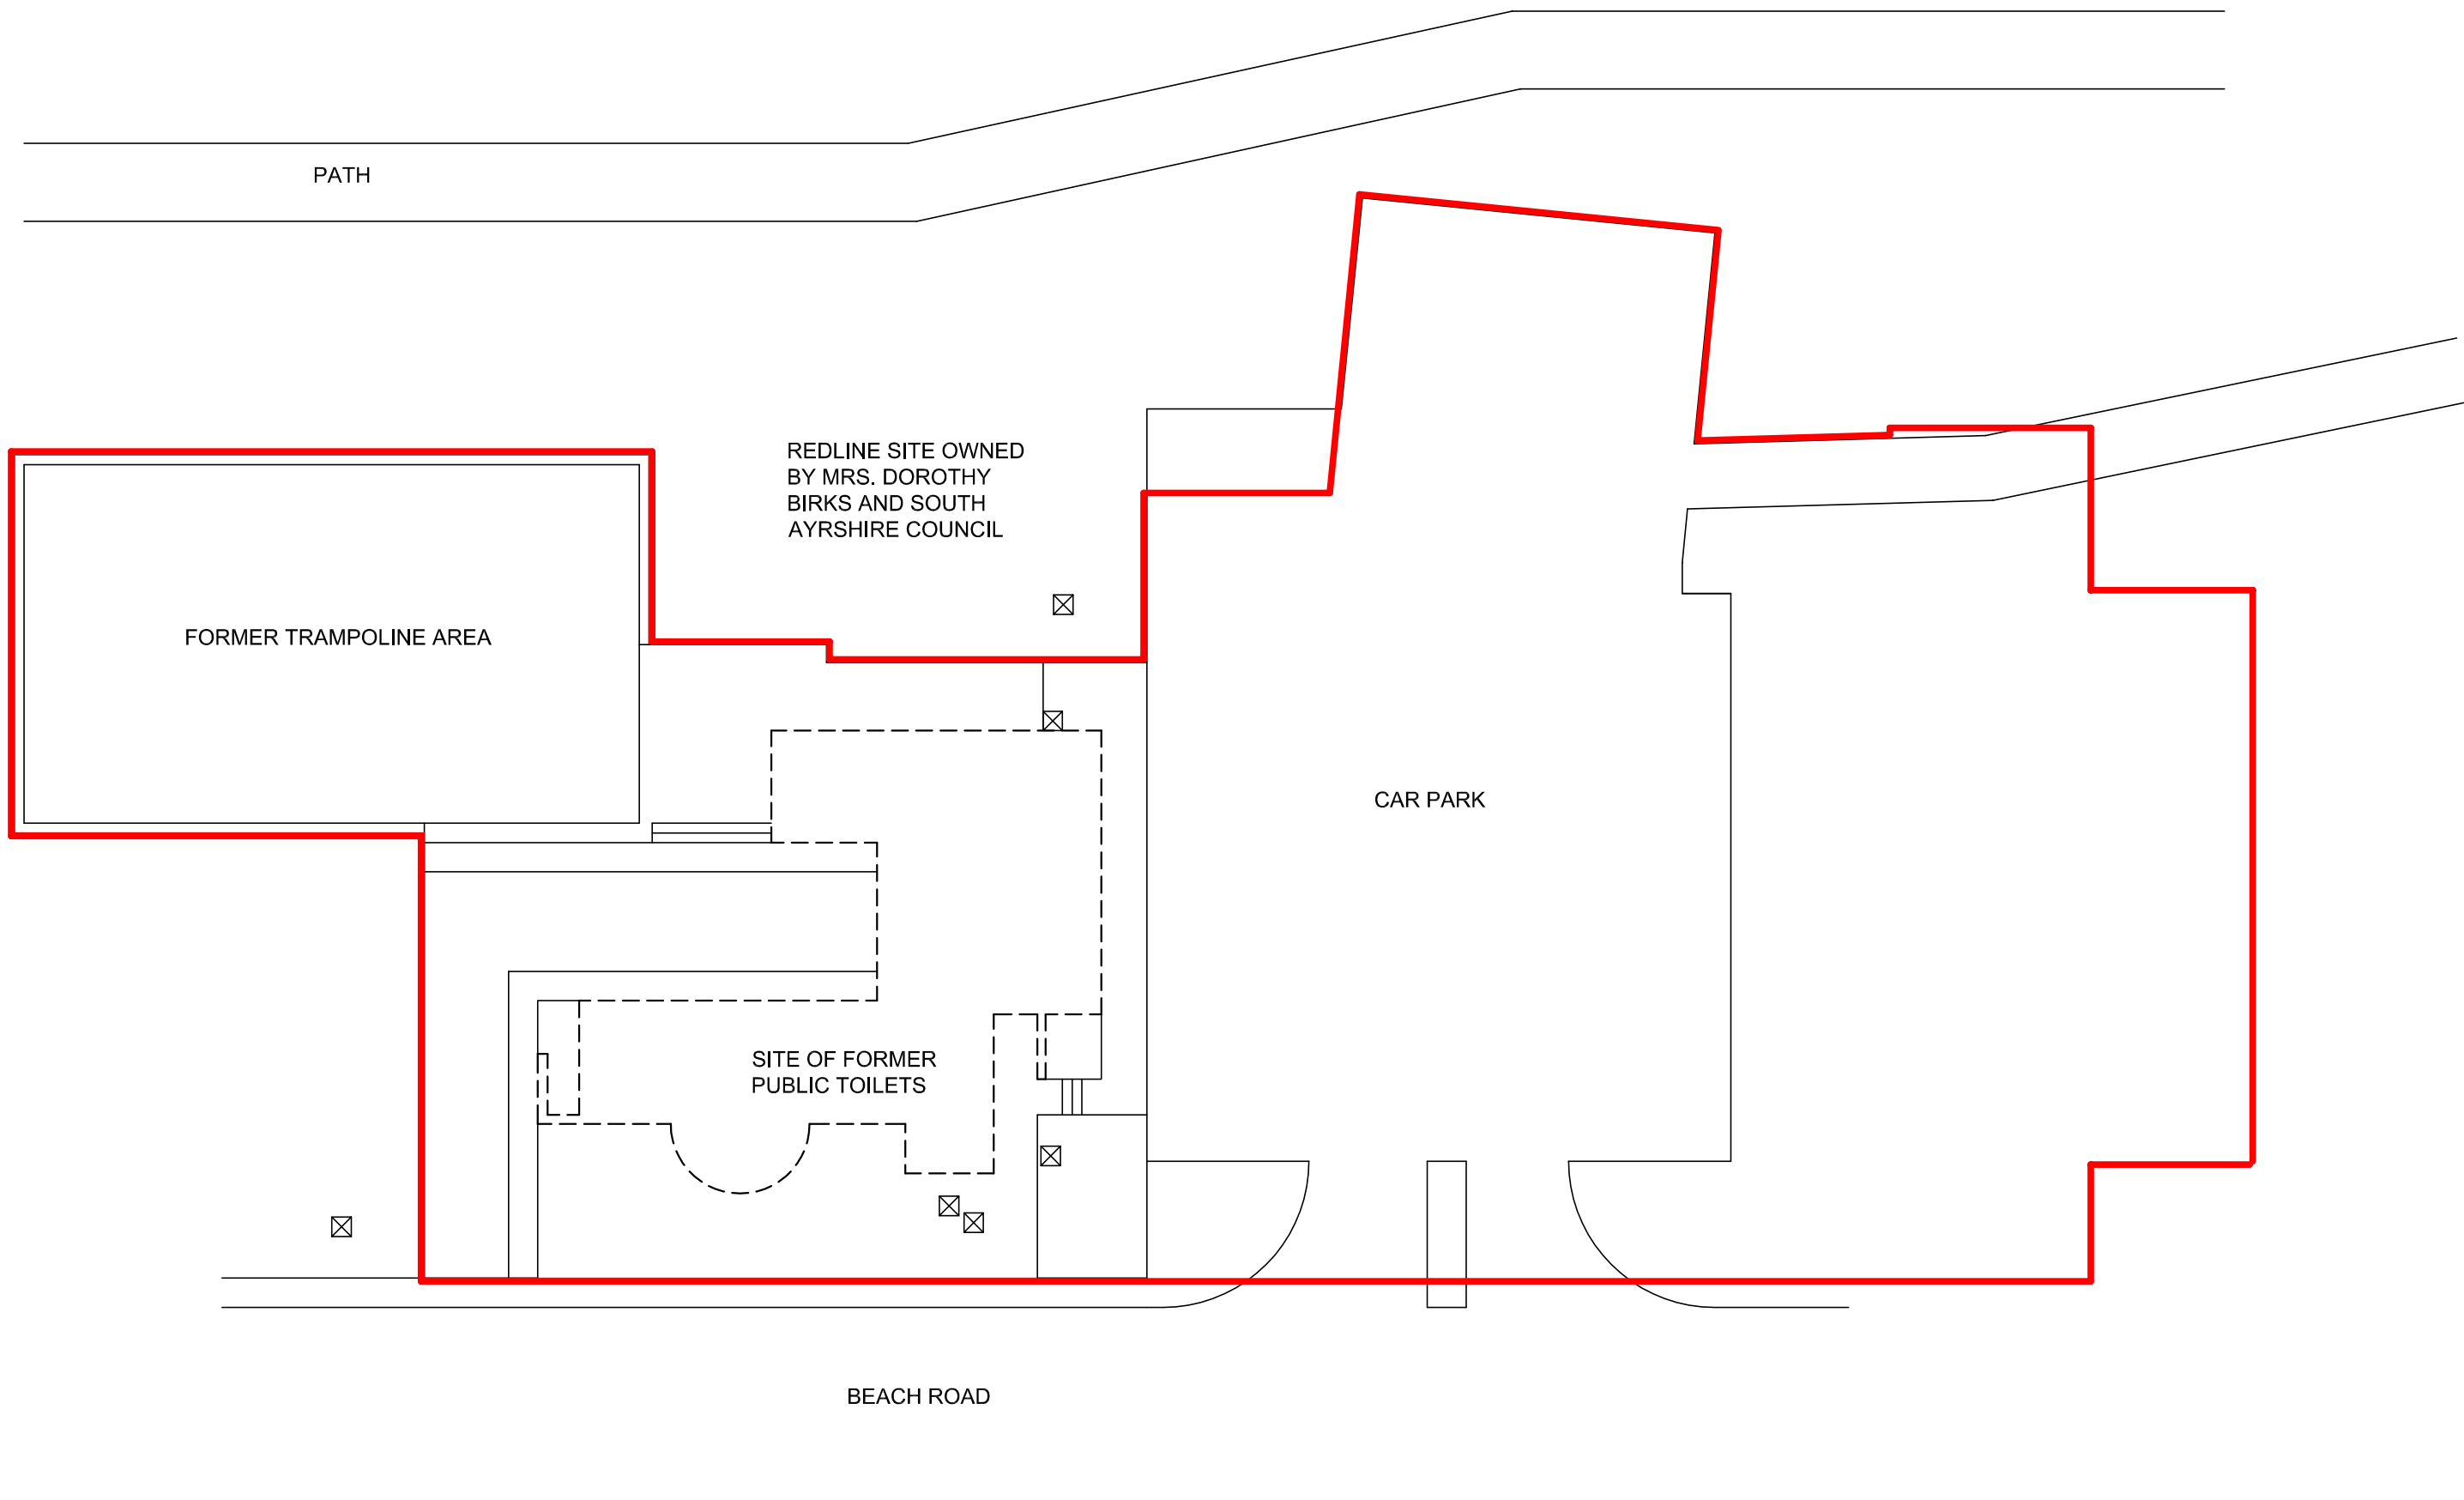 PATH
REDLINE SITE OWNED
BY MRS. DOROTHY
BIRKS AND SOUTH
AYRSHIRE COUNCIL
FORMER TRAMPOLINE AREA
CAR PARK
SITE OF FORMER
PUBLIC TOILETS
BEACH ROAD